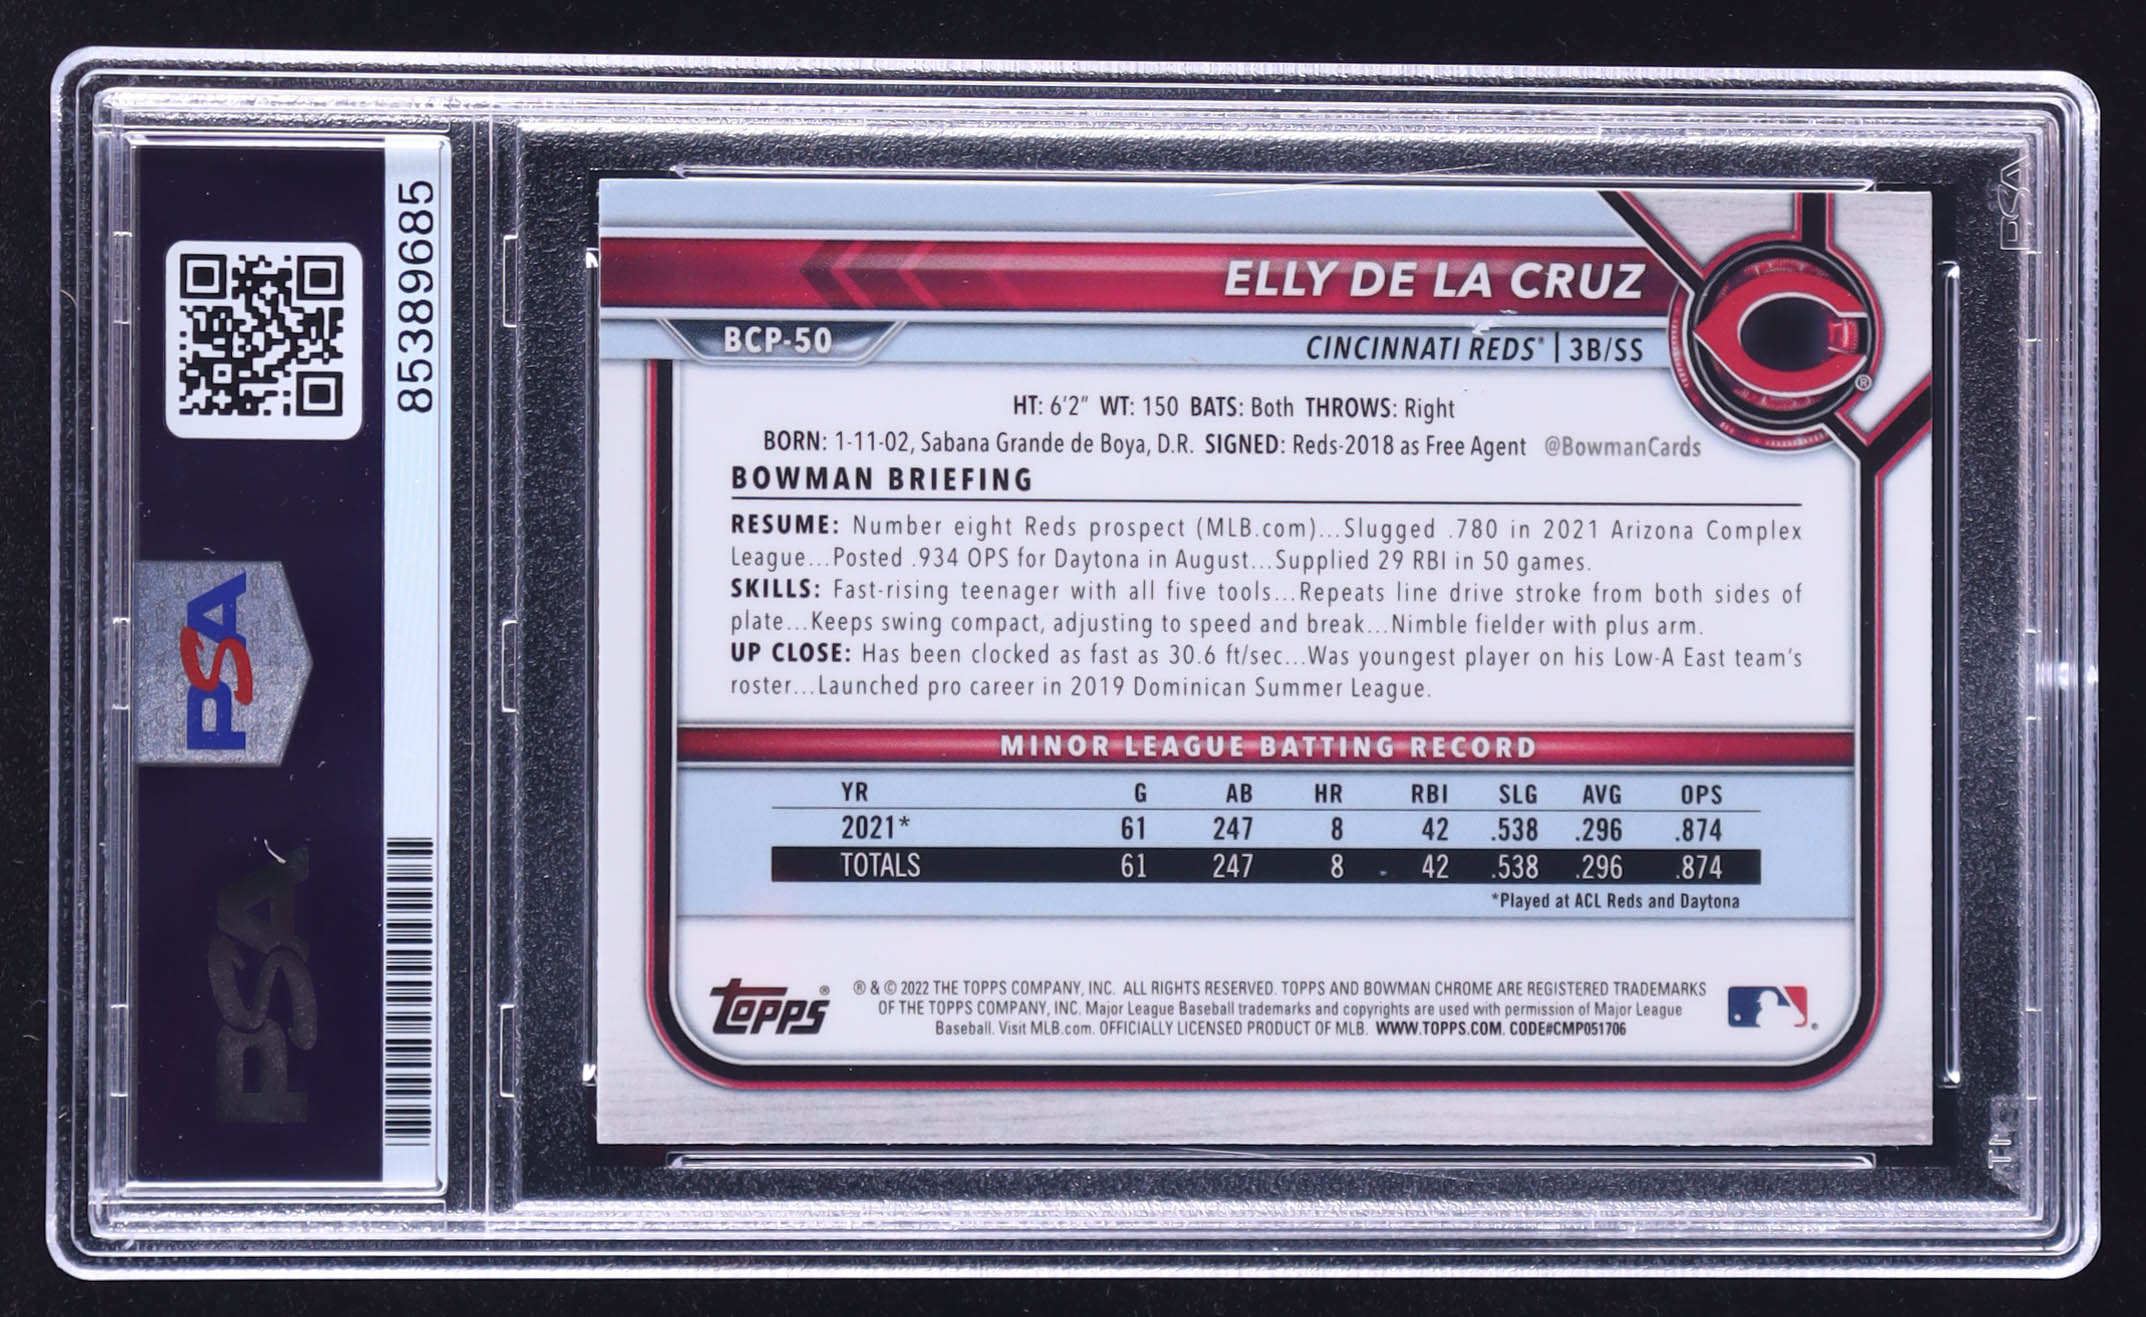 85389685
PSA
PSA
ELLY DE LA CRUZ
BCP-50
CINCINNATI REDS® | 3B/SS
HT: 6'2" WT: 150 BATS: Both THROWS: Right
BORN: 1-11-02, Sabana Grande de Boya, D.R. SIGNED: Reds-2018 as Free Agent @BowmanCards
BOWMAN BRIEFING
RESUME: Number eight Reds prospect (MLB.com)...Slugged .780 in 2021 Arizona Complex
League...Posted .934 OPS for Daytona in August...Supplied 29 RBI in 50 games.
SKILLS: Fast-rising teenager with all five tools...Repeats line drive stroke from both sides of
plate...Keeps swing compact, adjusting to speed and break...Nimble fielder with plus arm.
UP CLOSE: Has been clocked as fast as 30.6 ft/sec...Was youngest player on his Low-A East team's
roster...Launched pro career in 2019 Dominican Summer League.
MINOR LEAGUE BATTING RECORD
YR G AB HR RBI SLG AVG OPS
2021* 61 247 8 42 .538 .296 .874
TOTALS 61 247 8 42 .538 .296 .874
*Played at ACL Reds and Daytona
TOPPS®
® & © 2022 THE TOPPS COMPANY, INC. ALL RIGHTS RESERVED. TOPPS AND BOWMAN CHROME ARE REGISTERED TRADEMARKS
OF THE TOPPS COMPANY, INC. Major League Baseball trademarks and copyrights are used with permission of Major League
Baseball. Visit MLB.com. OFFICIALLY LICENSED PRODUCT OF MLB. WWW.TOPPS.COM. CODE#CMP051706
PSA